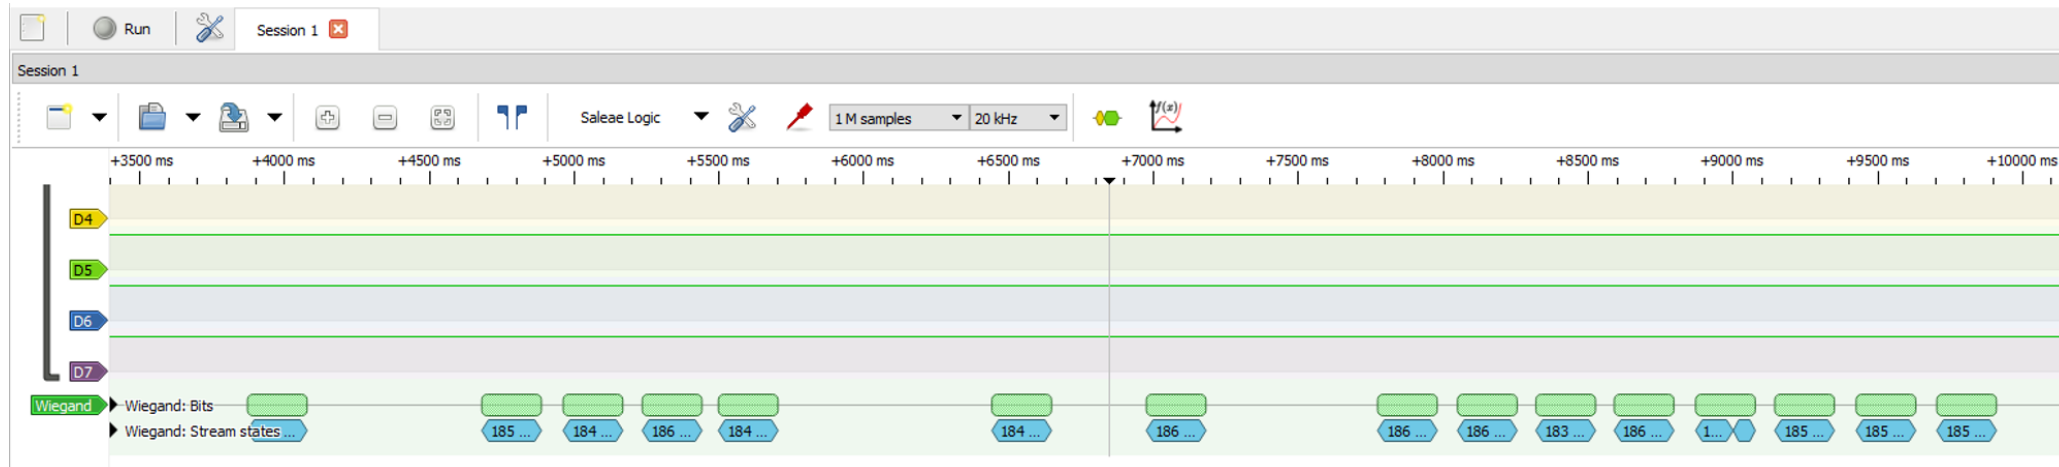 Run
Session 1
Session 1
Saleae Logic
1 M samples
20 kHz
+3500 ms +4000 ms +4500 ms +5000 ms +5500 ms +6000 ms +6500 ms +7000 ms +7500 ms +8000 ms +8500 ms +9000 ms +9500 ms +10000 ms
D4
D5
D6
D7
Wiegand
Wiegand: Bits
Wiegand: Stream states ... 185 ... 184 ... 186 ... 184 ... 184 ... 186 ... 186 ... 186 ... 183 ... 186 ... 1... 185 ... 185 ... 185 ...